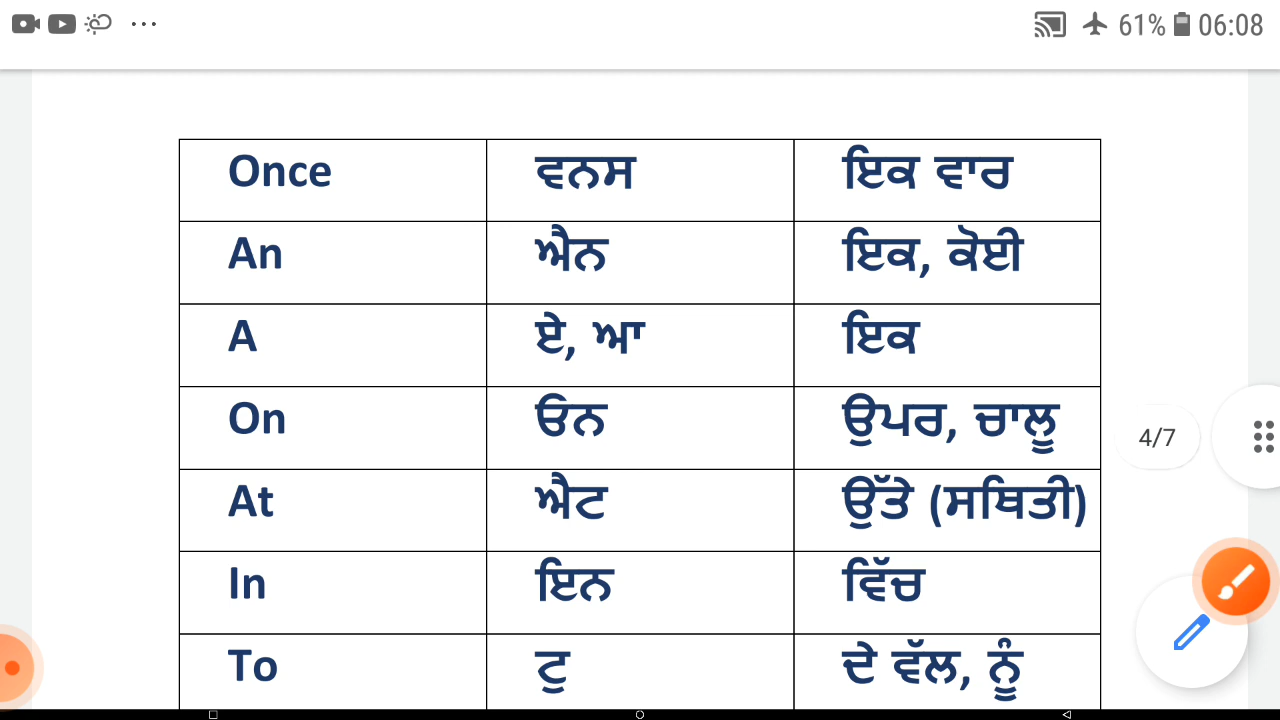 61% 06:08
Once ਵਨਸ ਇਕ ਵਾਰ
An ਐਨ ਇਕ, ਕੋਈ
A ਏ, ਆ ਇਕ
On ਓਨ ਉਪਰ, ਚਾਲੂ
4/7
At ਐਟ ਉੱਤੇ (ਸਥਿਤੀ)
In ਇਨ ਵਿੱਚ
To ਟੁ ਦੇ ਵੱਲ, ਨੂੰ